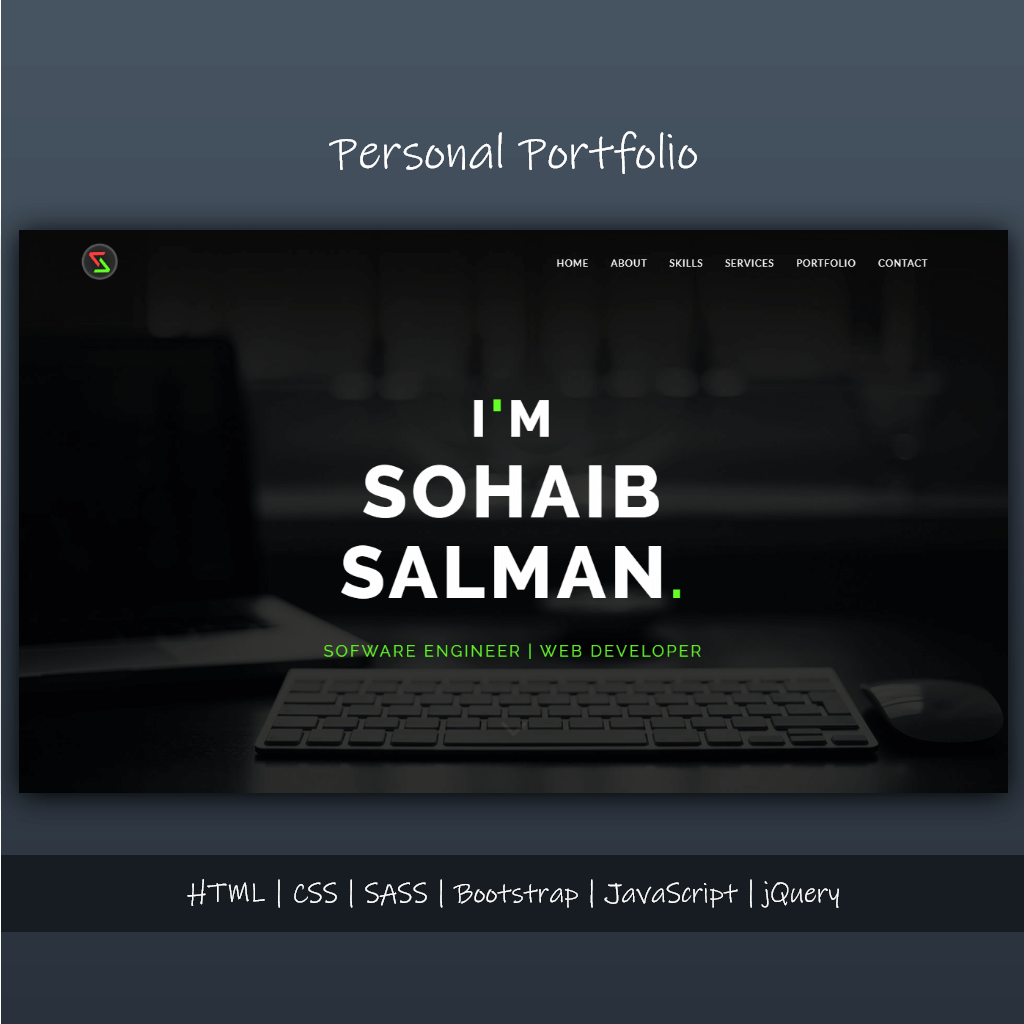 Personal Portfolio
HOME ABOUT SKILLS SERVICES PORTFOLIO CONTACT
I'M
SOHAIB
SALMAN.
SOFWARE ENGINEER | WEB DEVELOPER
HTML | CSS | SASS | Bootstrap | JavaScript | jQuery